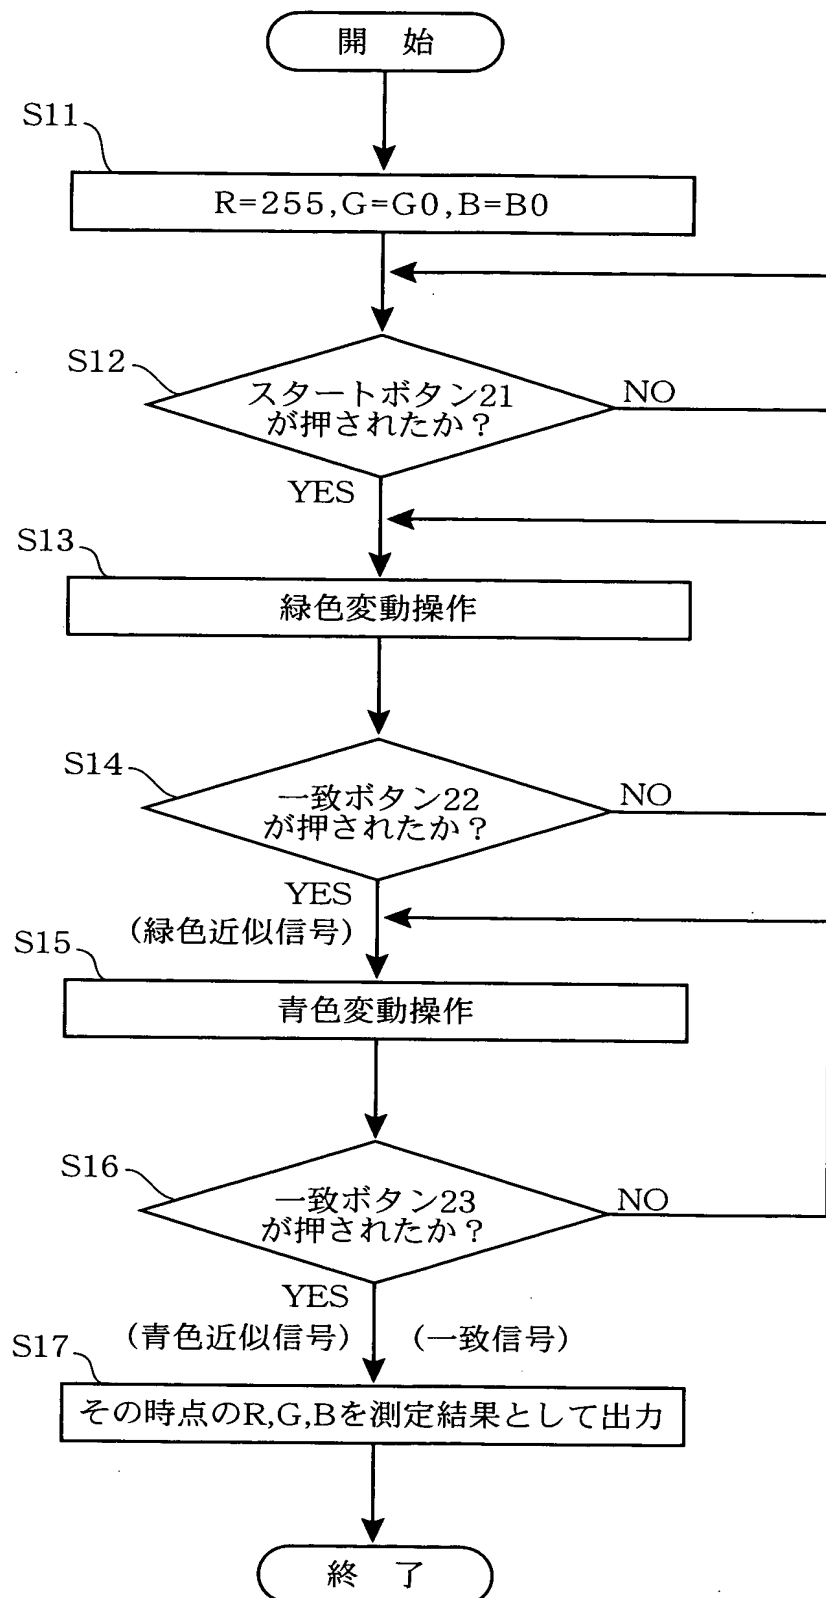 開 始
S11
R=255,G=G0,B=B0
S12
スタートボタン21
が押されたか？
NO
YES
S13
緑色変動操作
S14
一致ボタン22
が押されたか？
NO
YES
(緑色近似信号)
S15
青色変動操作
S16
一致ボタン23
が押されたか？
NO
YES
(青色近似信号) (一致信号)
S17
その時点のR,G,Bを測定結果として出力
終 了